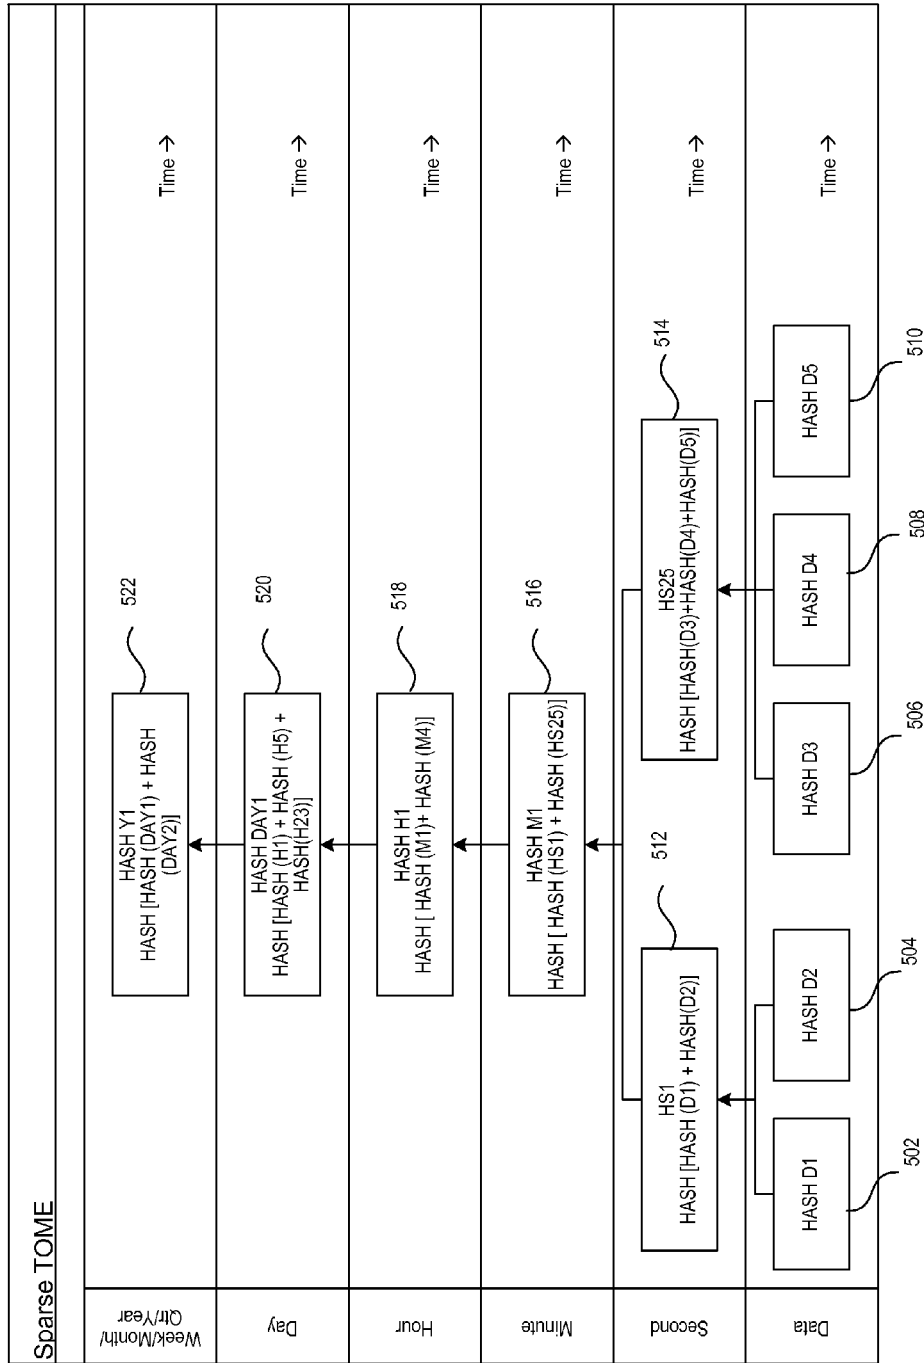 Sparse TOME
Week/Month/
Qtr/Year
HASH Y1
HASH [HASH (DAY1) + HASH
(DAY2)]
522
Time →
Day
HASH DAY1
HASH [HASH (H1) + HASH (H5) +
HASH(H23)]
520
Time →
Hour
HASH H1
HASH [ HASH (M1)+ HASH (M4)]
518
Time →
Minute
HASH M1
HASH [ HASH (HS1) + HASH (HS25)]
516
Time →
Second
HS1
HASH [HASH (D1) + HASH(D2)]
512
HS25
HASH [HASH(D3)+HASH(D4)+HASH(D5)]
514
Time →
Data
HASH D1
HASH D2
HASH D3
HASH D4
HASH D5
Time →
502
504
506
508
510